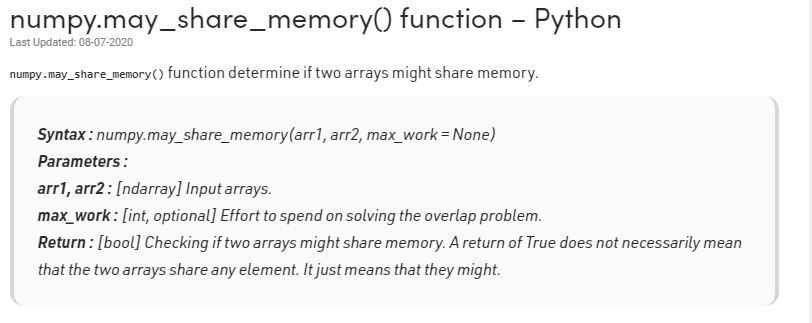 numpy.may_share_memory() function – Python
Last Updated: 08-07-2020
numpy.may_share_memory() function determine if two arrays might share memory.
Syntax : numpy.may_share_memory(arr1, arr2, max_work = None)
Parameters :
arr1, arr2 : [ndarray] Input arrays.
max_work : [int, optional] Effort to spend on solving the overlap problem.
Return : [bool] Checking if two arrays might share memory. A return of True does not necessarily mean
that the two arrays share any element. It just means that they might.